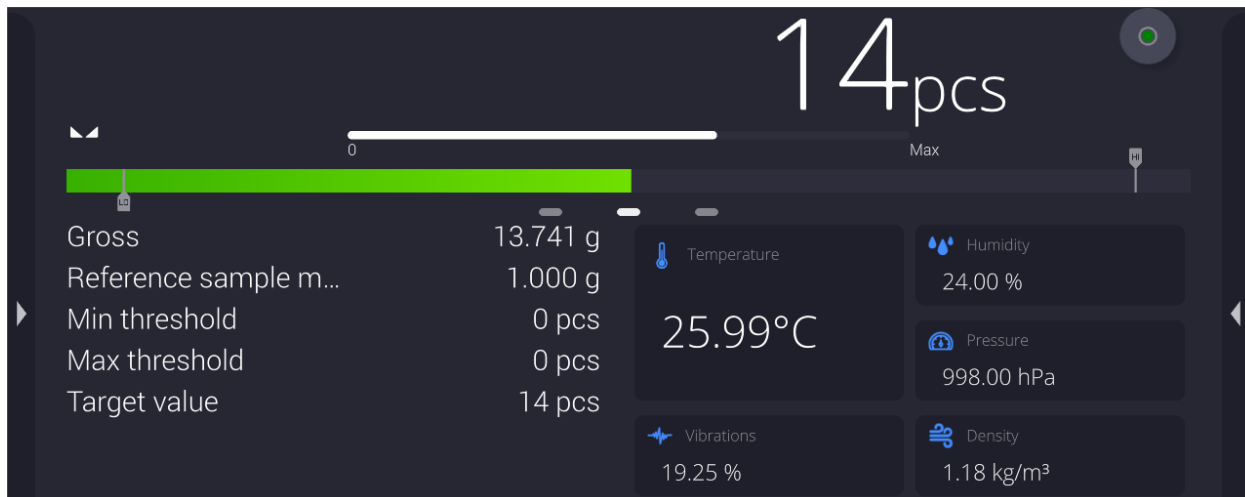 14pcs
0 Max
HI
LO
Gross 13.741 g
Reference sample m... 1.000 g
Min threshold 0 pcs
Max threshold 0 pcs
Target value 14 pcs
Temperature
25.99°C
Humidity
24.00 %
Pressure
998.00 hPa
Vibrations
19.25 %
Density
1.18 kg/m³